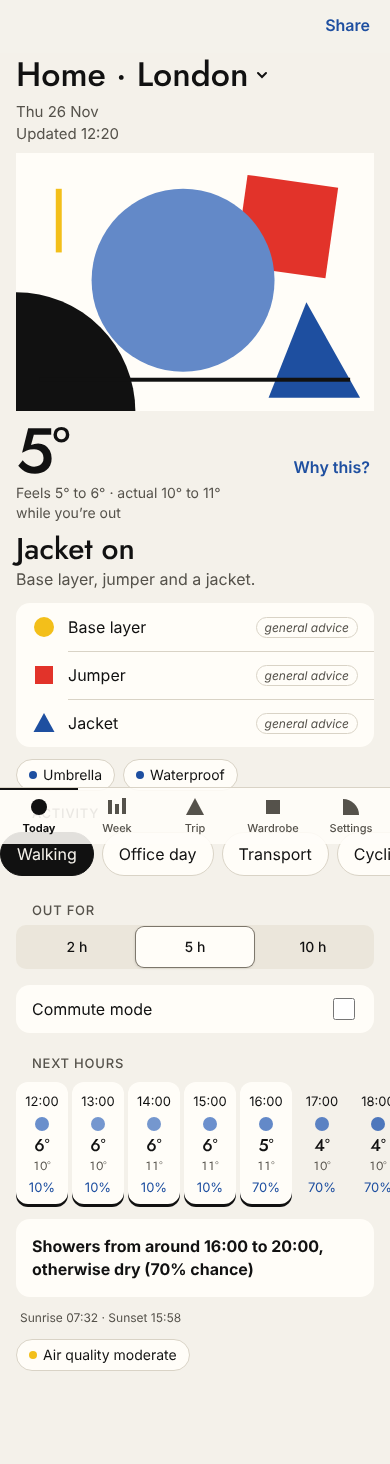 Share
Home · London
Thu 26 Nov
Updated 12:20
5°
Why this?
Feels 5° to 6° · actual 10° to 11°
while you're out
Jacket on
Base layer, jumper and a jacket.
Base layer general advice
Jumper general advice
Jacket general advice
Umbrella Waterproof
ACTIVITY
Today Week Trip Wardrobe Settings
Walking Office day Transport Cycli
OUT FOR
2 h 5 h 10 h
Commute mode
NEXT HOURS
12:00 13:00 14:00 15:00 16:00 17:00 18:00
6° 6° 6° 6° 5° 4° 4°
10° 10° 11° 11° 11° 10° 10°
10% 10% 10% 10% 70% 70% 70%
Showers from around 16:00 to 20:00,
otherwise dry (70% chance)
Sunrise 07:32 · Sunset 15:58
Air quality moderate